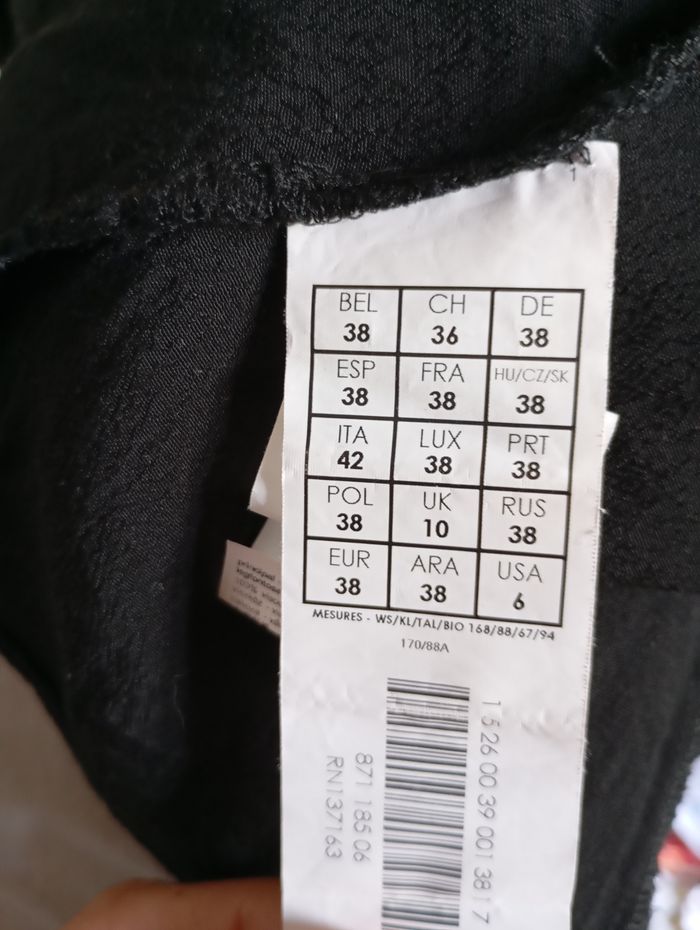 1
BEL CH DE
38 36 38
ESP FRA HU/CZ/SK
38 38 38
ITA LUX PRT
42 38 38
POL UK RUS
38 10 38
EUR ARA USA
38 38 6
MESURES - WS/KL/TAL/BIO 168/88/67/94
170/88A
1 526 00 39 001 381 7
871 185 06
RN137163